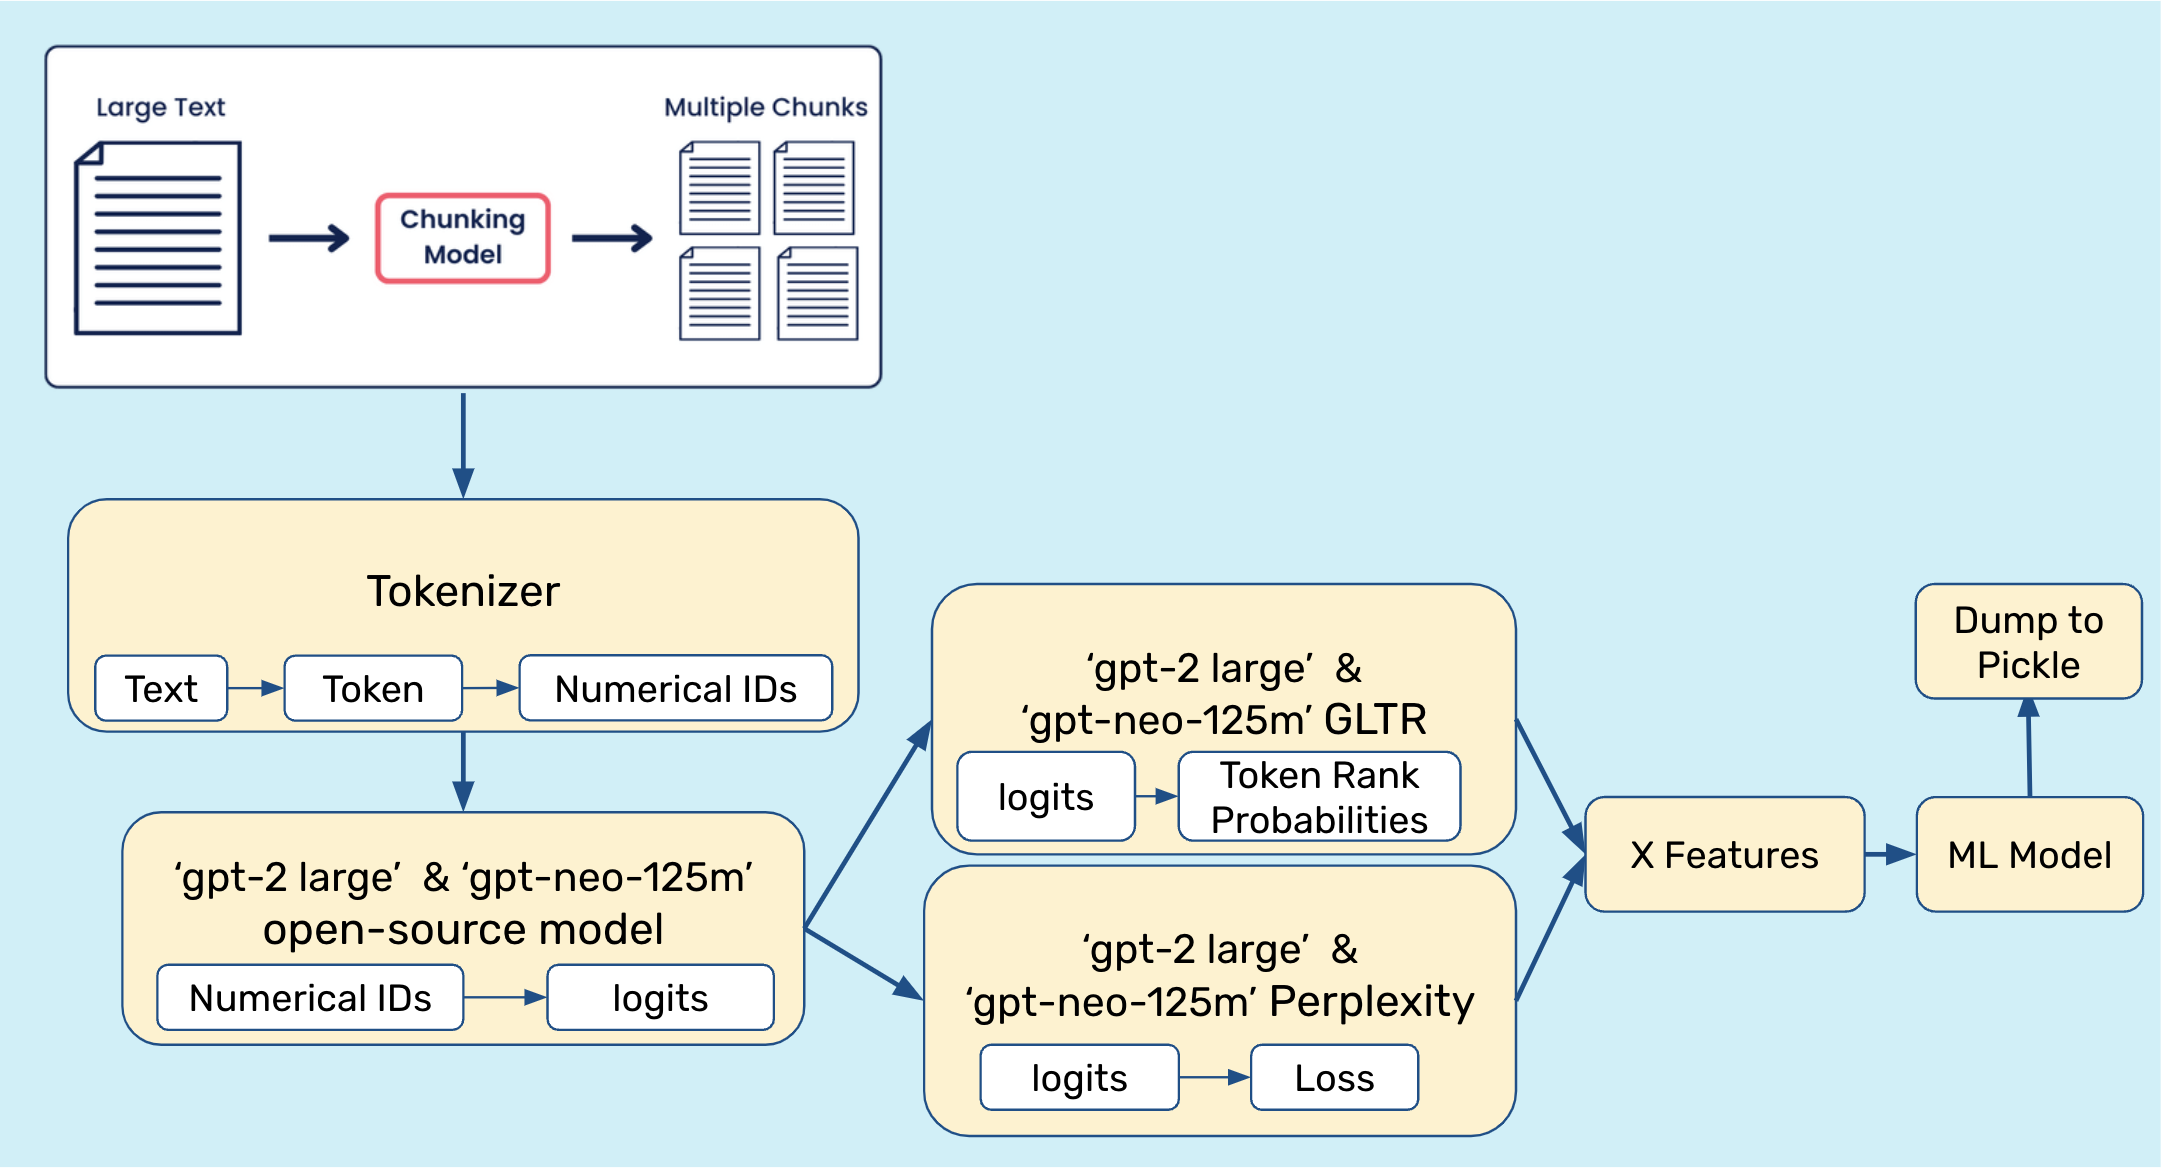 Large Text
Multiple Chunks
Chunking
Model
Tokenizer
Text
Token
Numerical IDs
‘gpt-2 large’ & ‘gpt-neo-125m’
open-source model
Numerical IDs
logits
‘gpt-2 large’ &
‘gpt-neo-125m’ GLTR
logits
Token Rank
Probabilities
‘gpt-2 large’ &
‘gpt-neo-125m’ Perplexity
logits
Loss
X Features
ML Model
Dump to
Pickle